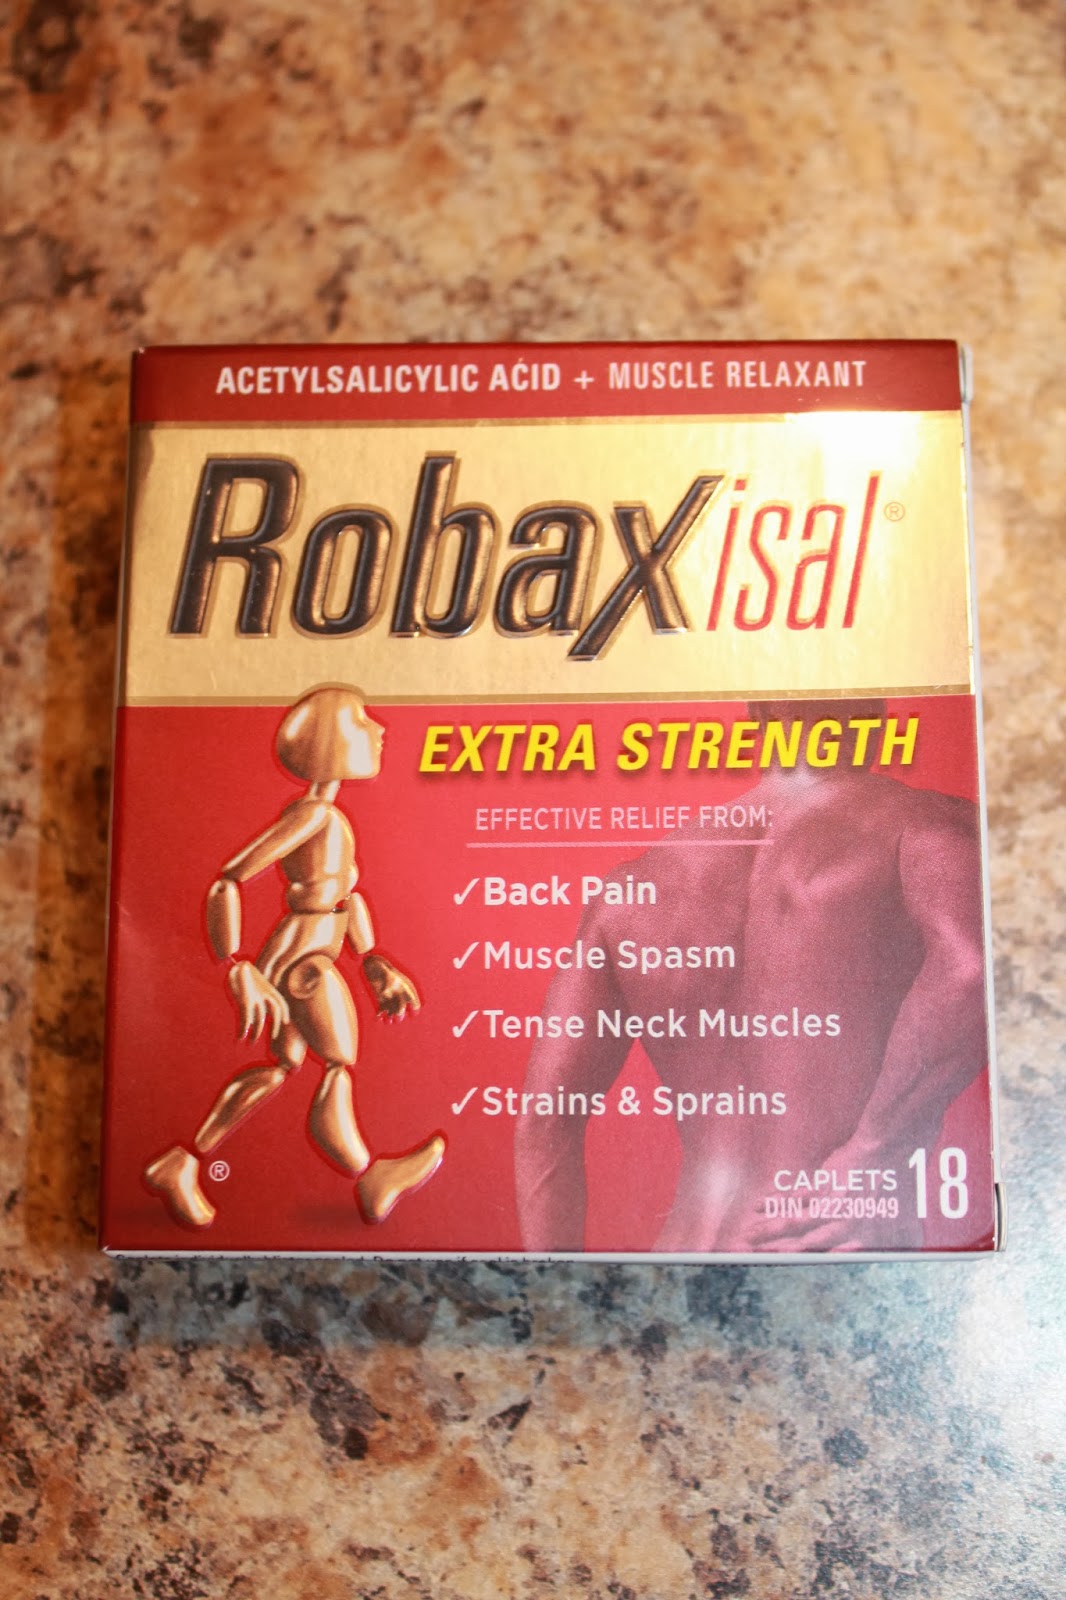 ACETYLSALICYLIC ACID + MUSCLE RELAXANT
Robaxisal®
EXTRA STRENGTH
EFFECTIVE RELIEF FROM:
✓Back Pain
✓Muscle Spasm
✓Tense Neck Muscles
✓Strains & Sprains
®
CAPLETS 18
DIN 02230949